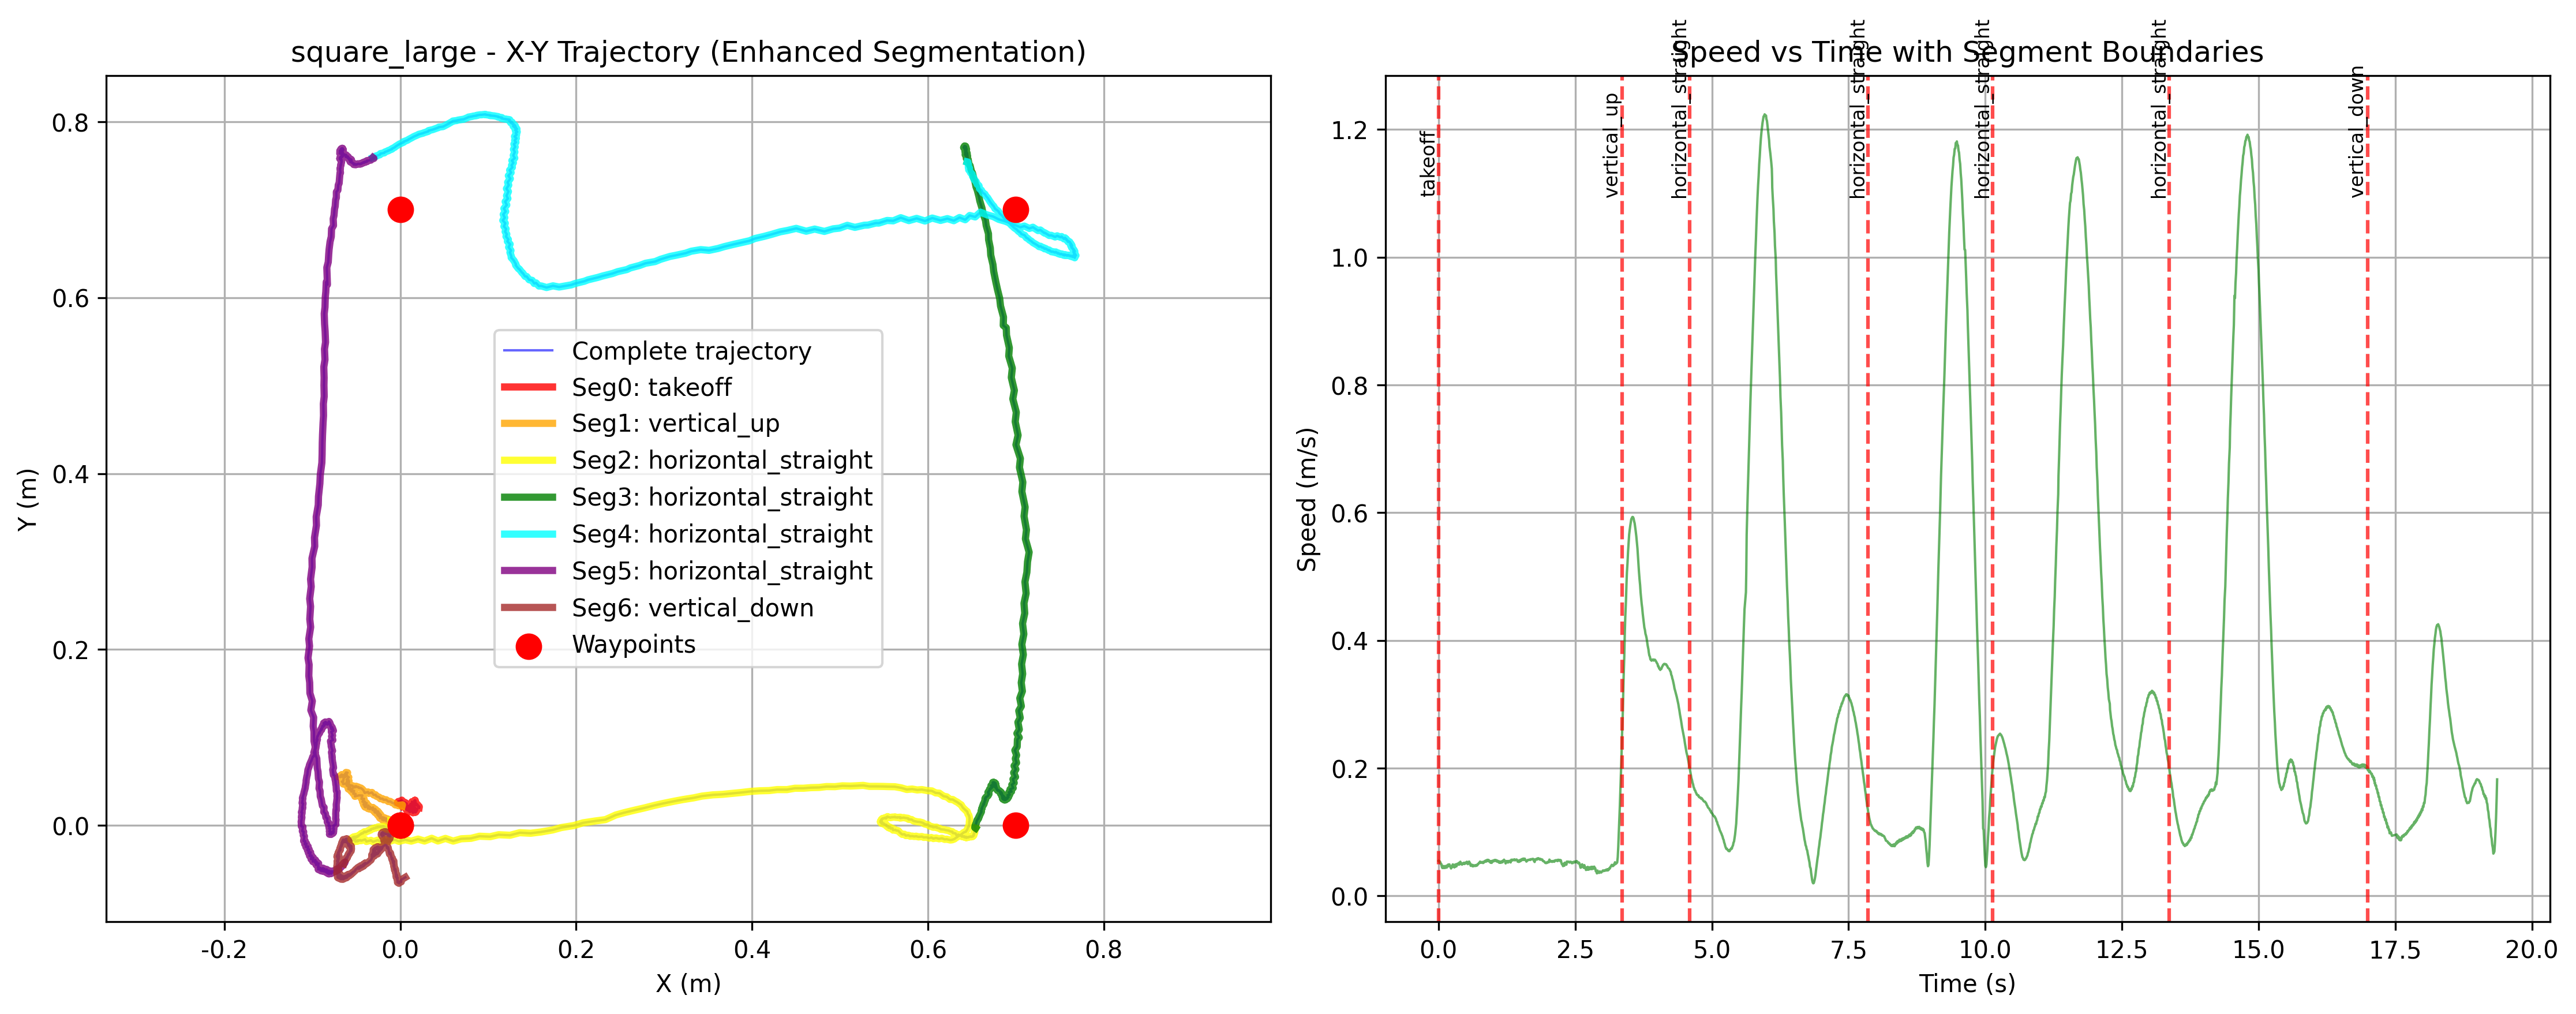 square_large - X-Y Trajectory (Enhanced Segmentation)
Y (m)
0.8
0.6
0.4
0.2
0.0
-0.2
0.0
0.2
0.4
0.6
0.8
X (m)
Complete trajectory
Seg0: takeoff
Seg1: vertical_up
Seg2: horizontal_straight
Seg3: horizontal_straight
Seg4: horizontal_straight
Seg5: horizontal_straight
Seg6: vertical_down
Waypoints
Speed vs Time with Segment Boundaries
Speed (m/s)
1.2
1.0
0.8
0.6
0.4
0.2
0.0
takeoff
vertical_up
horizontal_straight
horizontal_straight
horizontal_straight
horizontal_straight
vertical_down
0.0
2.5
5.0
7.5
10.0
12.5
15.0
17.5
20.0
Time (s)